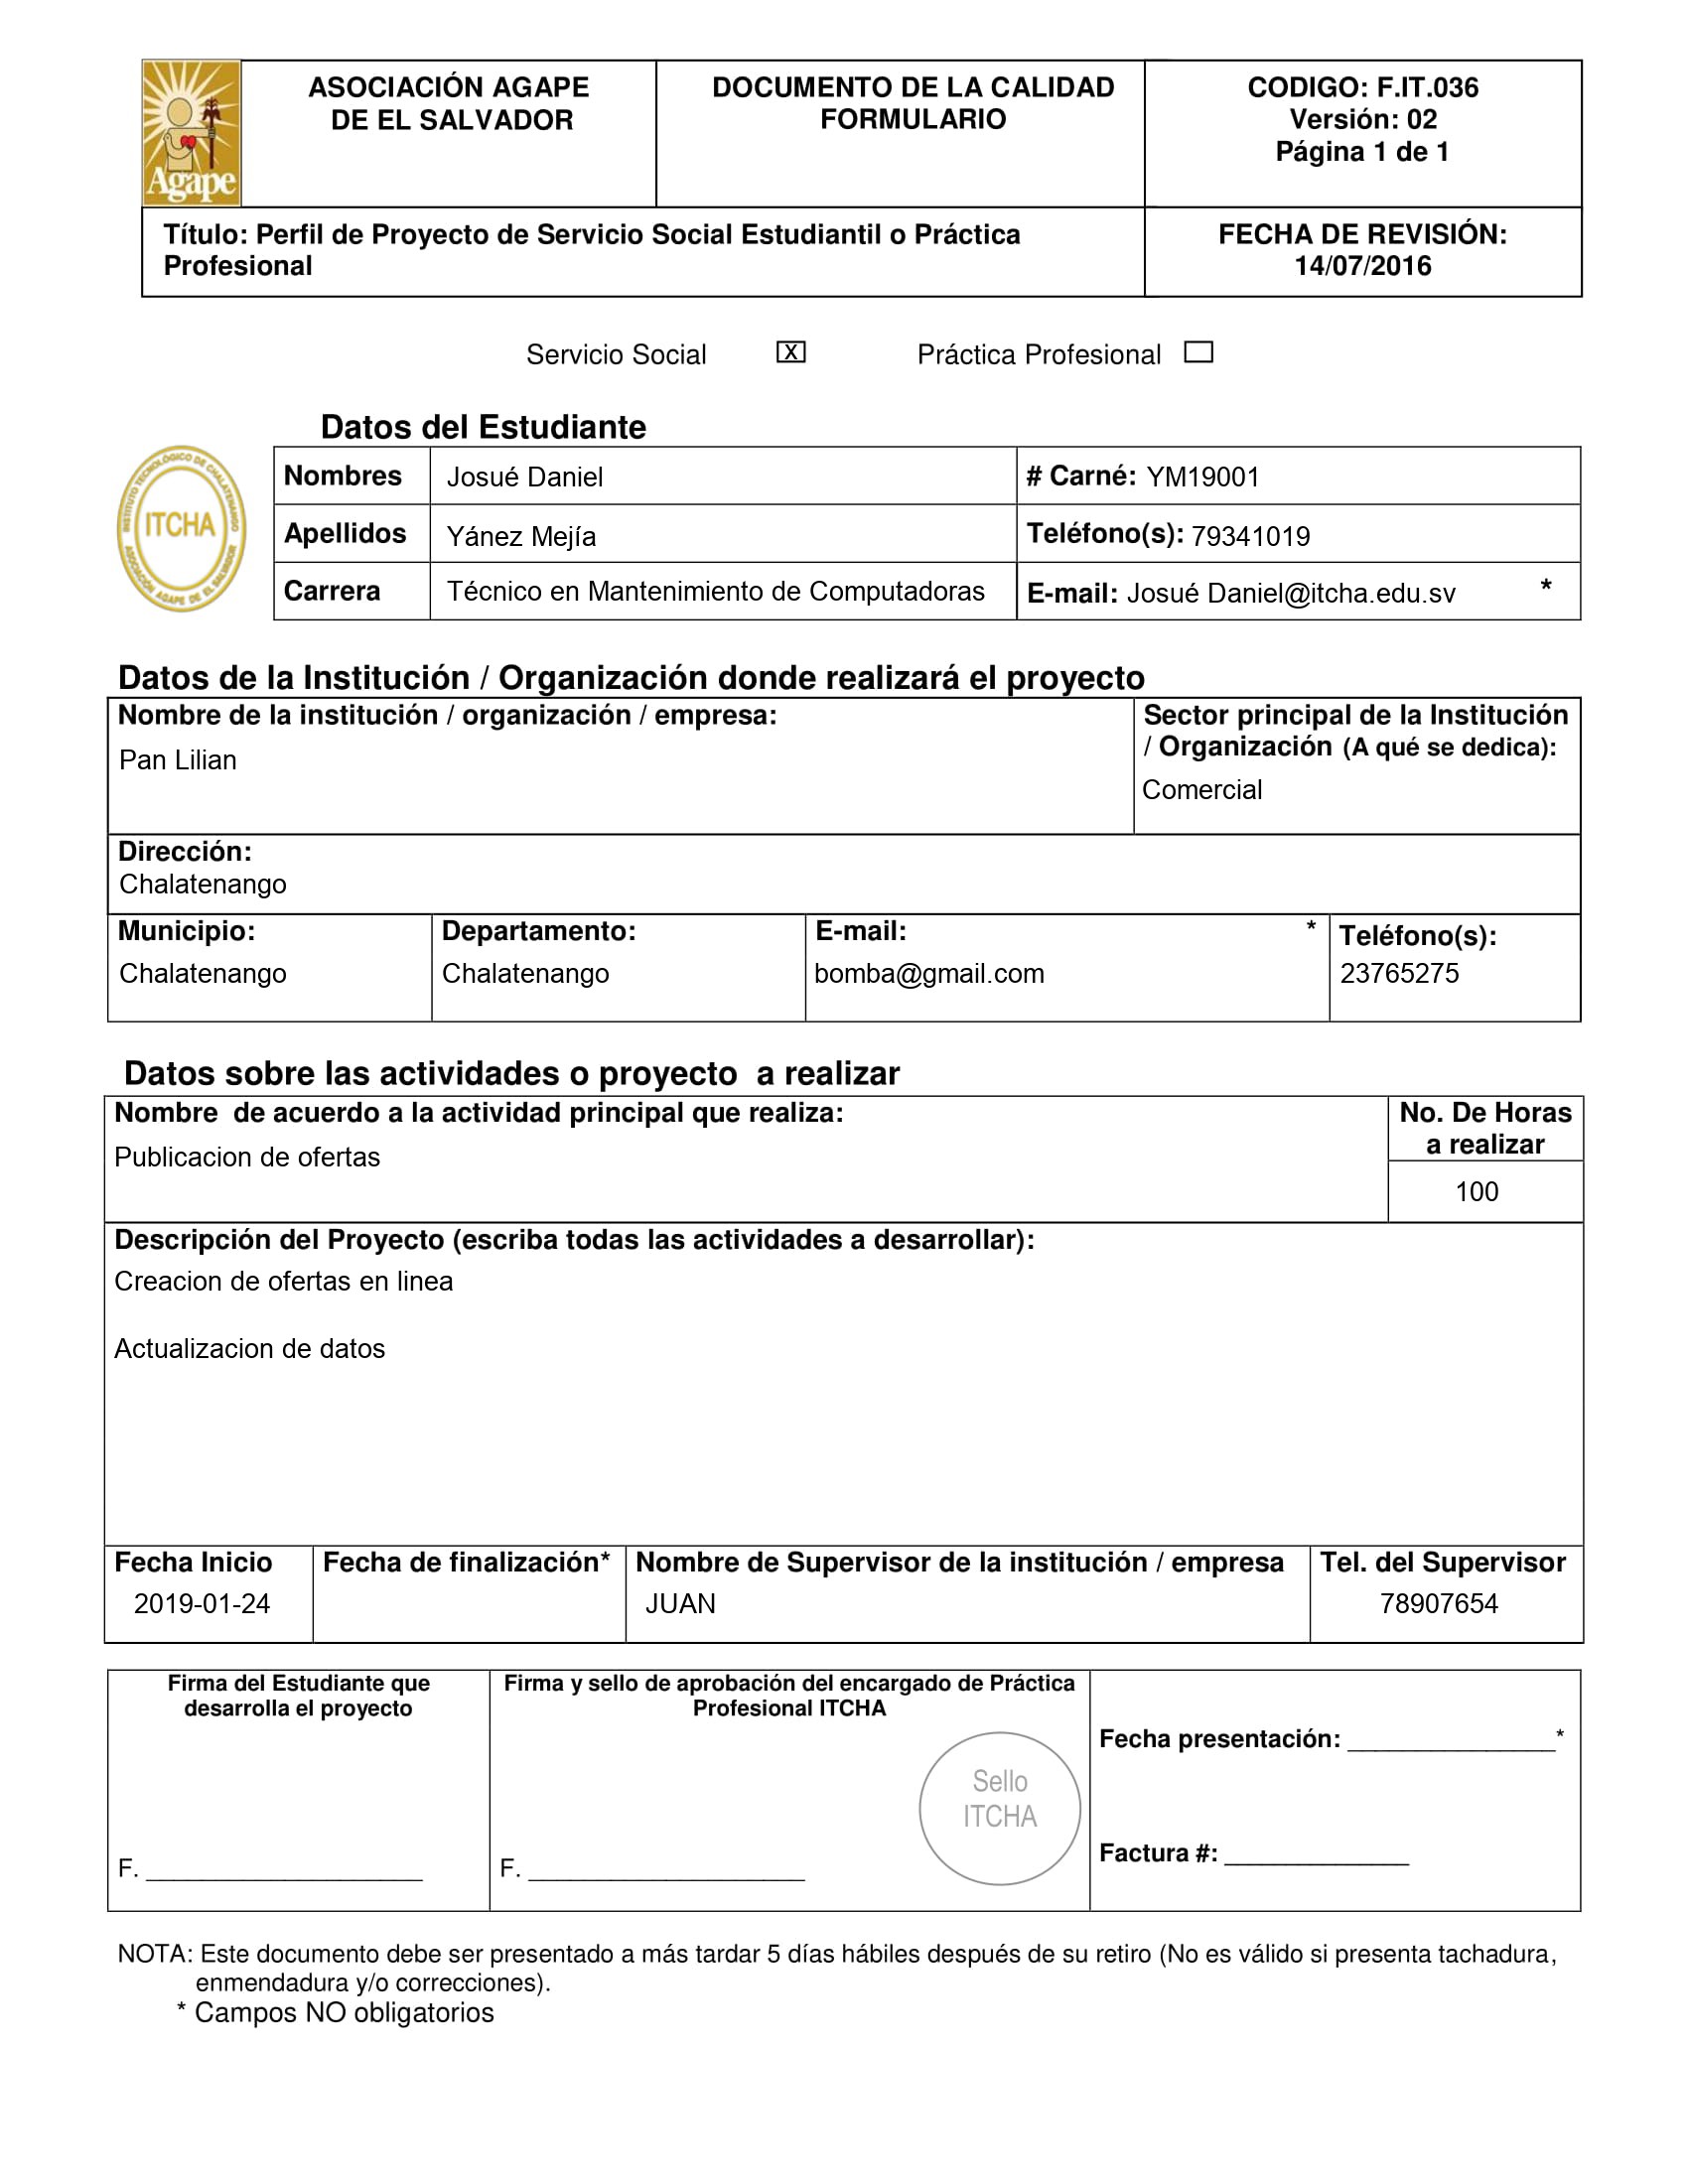 Agape
ASOCIACIÓN AGAPE
DE EL SALVADOR
DOCUMENTO DE LA CALIDAD
FORMULARIO
CODIGO: F.IT.036
Versión: 02
Página 1 de 1
Título: Perfil de Proyecto de Servicio Social Estudiantil o Práctica
Profesional
FECHA DE REVISIÓN:
14/07/2016
Servicio Social X Práctica Profesional
Datos del Estudiante
INSTITUTO TECNOLÓGICO DE CHALATENANGO
ITCHA
ASOCIACIÓN AGAPE DE EL SALVADOR
Nombres Josué Daniel # Carné: YM19001
Apellidos Yánez Mejía Teléfono(s): 79341019
Carrera Técnico en Mantenimiento de Computadoras E-mail: Josué Daniel@itcha.edu.sv *
Datos de la Institución / Organización donde realizará el proyecto
Nombre de la institución / organización / empresa:
Pan Lilian
Sector principal de la Institución
/ Organización (A qué se dedica):
Comercial
Dirección:
Chalatenango
Municipio: Departamento: E-mail: * Teléfono(s):
Chalatenango Chalatenango bomba@gmail.com 23765275
Datos sobre las actividades o proyecto a realizar
Nombre de acuerdo a la actividad principal que realiza:
Publicacion de ofertas
No. De Horas
a realizar
100
Descripción del Proyecto (escriba todas las actividades a desarrollar):
Creacion de ofertas en linea
Actualizacion de datos
Fecha Inicio Fecha de finalización* Nombre de Supervisor de la institución / empresa Tel. del Supervisor
2019-01-24 JUAN 78907654
Firma del Estudiante que
desarrolla el proyecto
F. ____________________
Firma y sello de aprobación del encargado de Práctica
Profesional ITCHA
Sello
ITCHA
F. ____________________
Fecha presentación: _______________*
Factura #: ______________
NOTA: Este documento debe ser presentado a más tardar 5 días hábiles después de su retiro (No es válido si presenta tachadura,
enmendadura y/o correcciones).
* Campos NO obligatorios